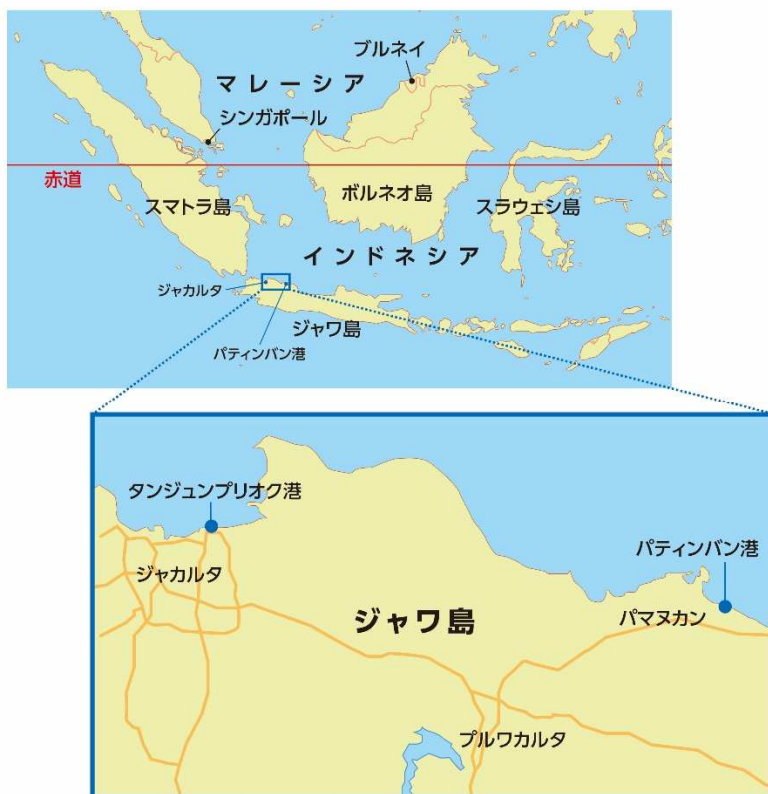 ブルネイ
マレーシア
シンガポール
赤道
スマトラ島
ボルネオ島
スラウェシ島
インドネシア
ジャカルタ
ジャワ島
パティンバン港
タンジュンプリオク港
パティンバン港
ジャカルタ
ジャワ島
パマヌカン
プルワカルタ